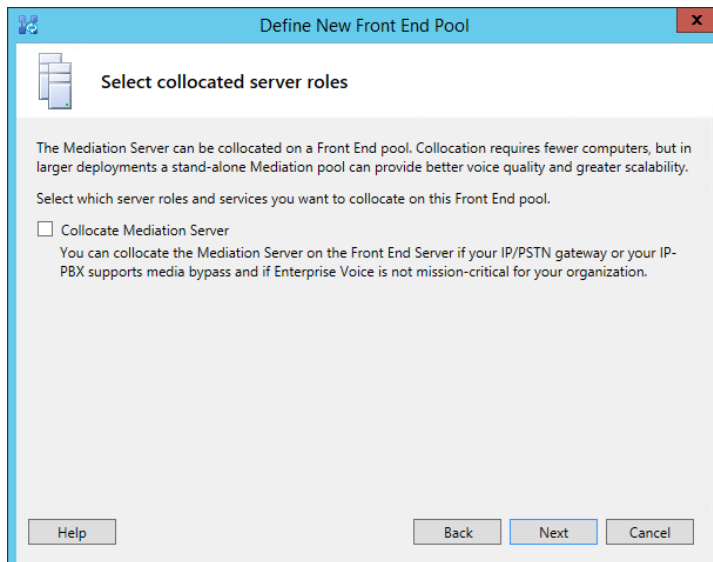 Define New Front End Pool
x
Select collocated server roles
The Mediation Server can be collocated on a Front End pool. Collocation requires fewer computers, but in
larger deployments a stand-alone Mediation pool can provide better voice quality and greater scalability.
Select which server roles and services you want to collocate on this Front End pool.
Collocate Mediation Server
You can collocate the Mediation Server on the Front End Server if your IP/PSTN gateway or your IP-
PBX supports media bypass and if Enterprise Voice is not mission-critical for your organization.
Help Back Next Cancel